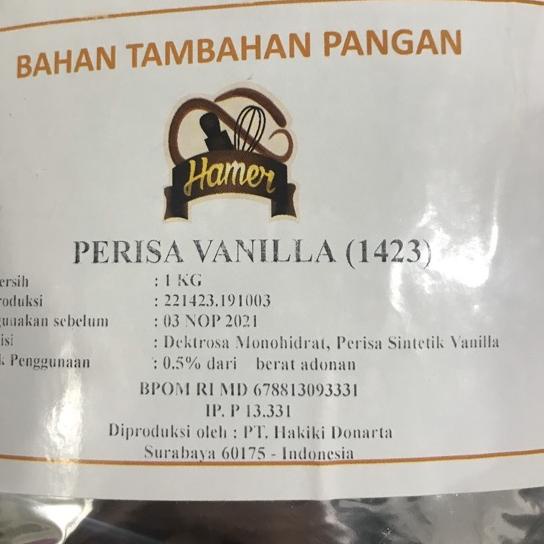 BAHAN TAMBAHAN PANGAN
Hamer
PERISA VANILLA (1423)
ersih : 1 KG
roduksi : 221423.191003
gunakan sebelum : 03 NOP 2021
isi : Dektrosa Monohidrat, Perisa Sintetik Vanilla
k Penggunaan : 0.5% dari berat adonan
BPOM RI MD 678813093331
IP. P 13.331
Diproduksi oleh : PT. Hakiki Donarta
Surabaya 60175 - Indonesia